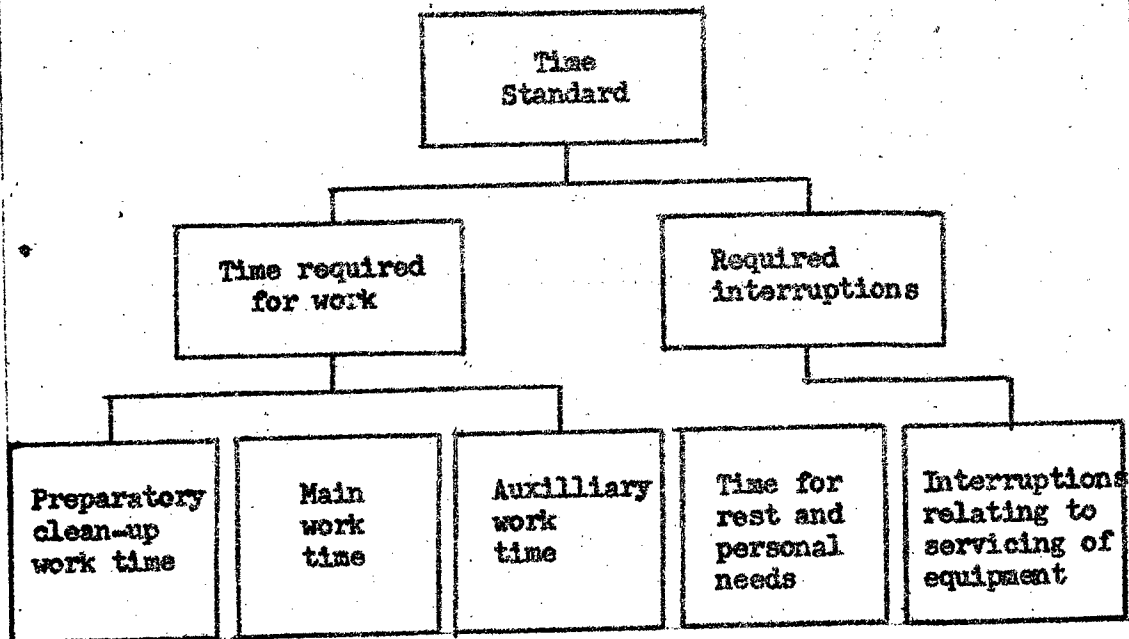 Time
Standard
Time required
for work
Required
interruptions
Preparatory
clean-up
work time
Main
work
time
Auxilliary
work
time
Time for
rest and
personal
needs
Interruptions
relating to
servicing of
equipment